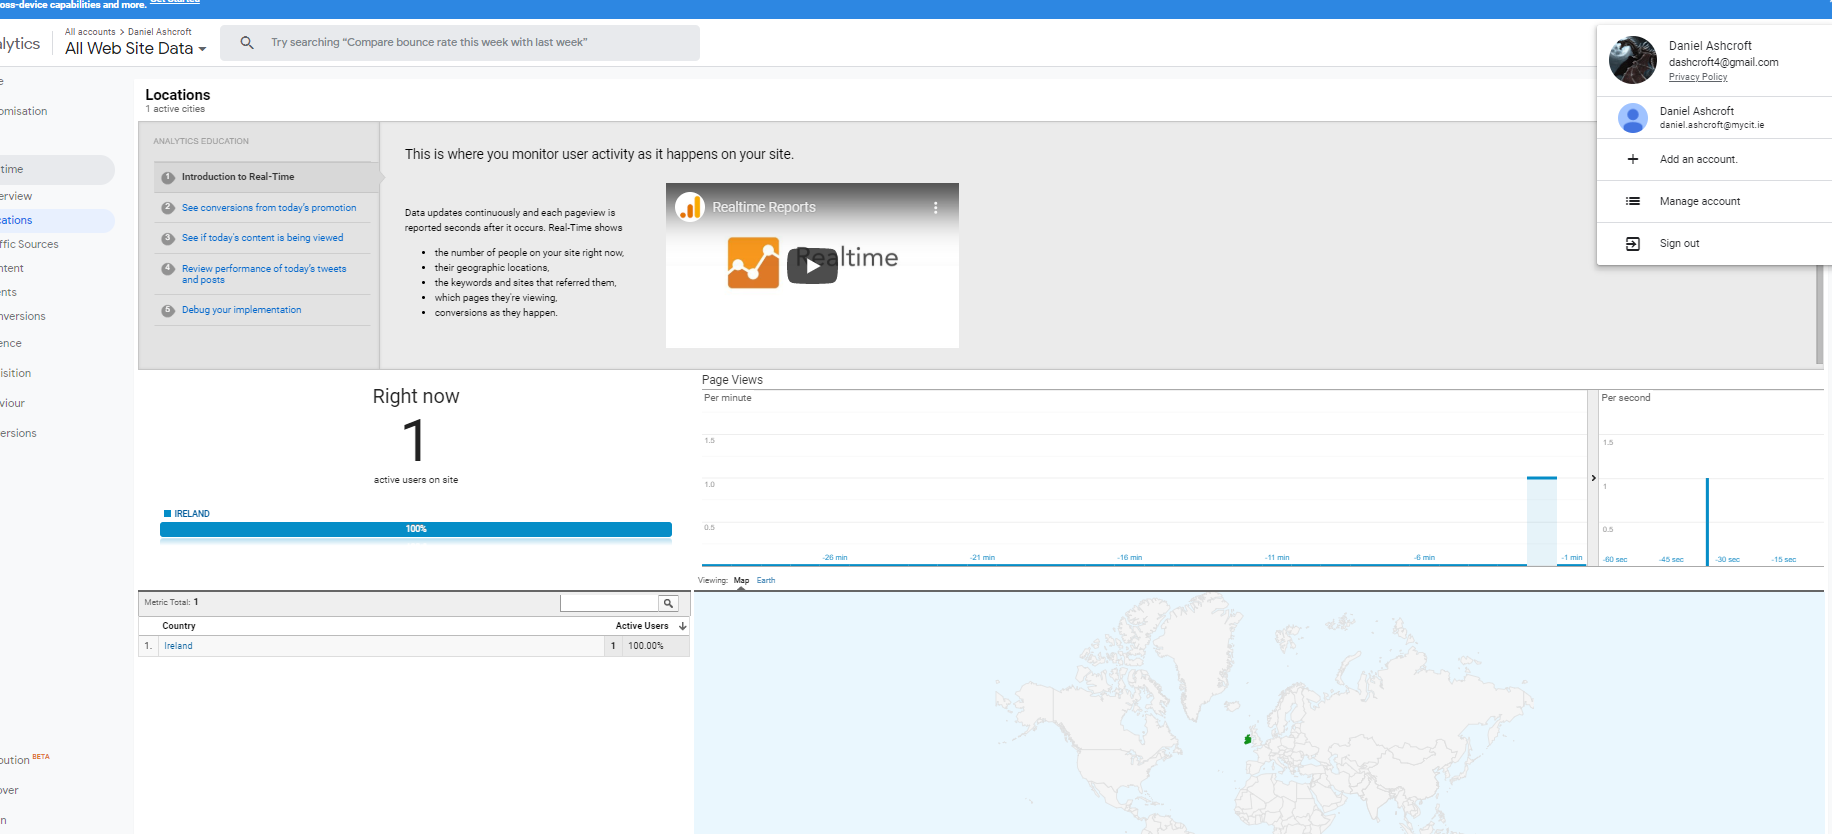 oss-device capabilities and more. Get Started
lytics
All accounts > Daniel Ashcroft
All Web Site Data
Try searching “Compare bounce rate this week with last week”
Daniel Ashcroft
dashcroft4@gmail.com
Privacy Policy
Daniel Ashcroft
daniel.ashcroft@mycit.ie
Add an account.
Manage account
Sign out
e
omisation
time
erview
cations
ffic Sources
ntent
ents
nversions
ence
isition
viour
ersions
bution BETA
over
n
Locations
1 active cities
ANALYTICS EDUCATION
1 Introduction to Real-Time
2 See conversions from today's promotion
3 See if today's content is being viewed
4 Review performance of today's tweets
and posts
5 Debug your implementation
This is where you monitor user activity as it happens on your site.
Data updates continuously and each pageview is
reported seconds after it occurs. Real-Time shows
• the number of people on your site right now,
• their geographic locations,
• the keywords and sites that referred them,
• which pages they're viewing,
• conversions as they happen.
Realtime Reports
Realtime
Right now
1
active users on site
IRELAND
100%
Page Views
Per minute
1.5
1.0
0.5
-26 min -21 min -16 min -11 min -6 min -1 min
Per second
1.5
1
0.5
-60 sec -45 sec -30 sec -15 sec
Viewing: Map Earth
Metric Total: 1
Country Active Users
1. Ireland 1 100.00%